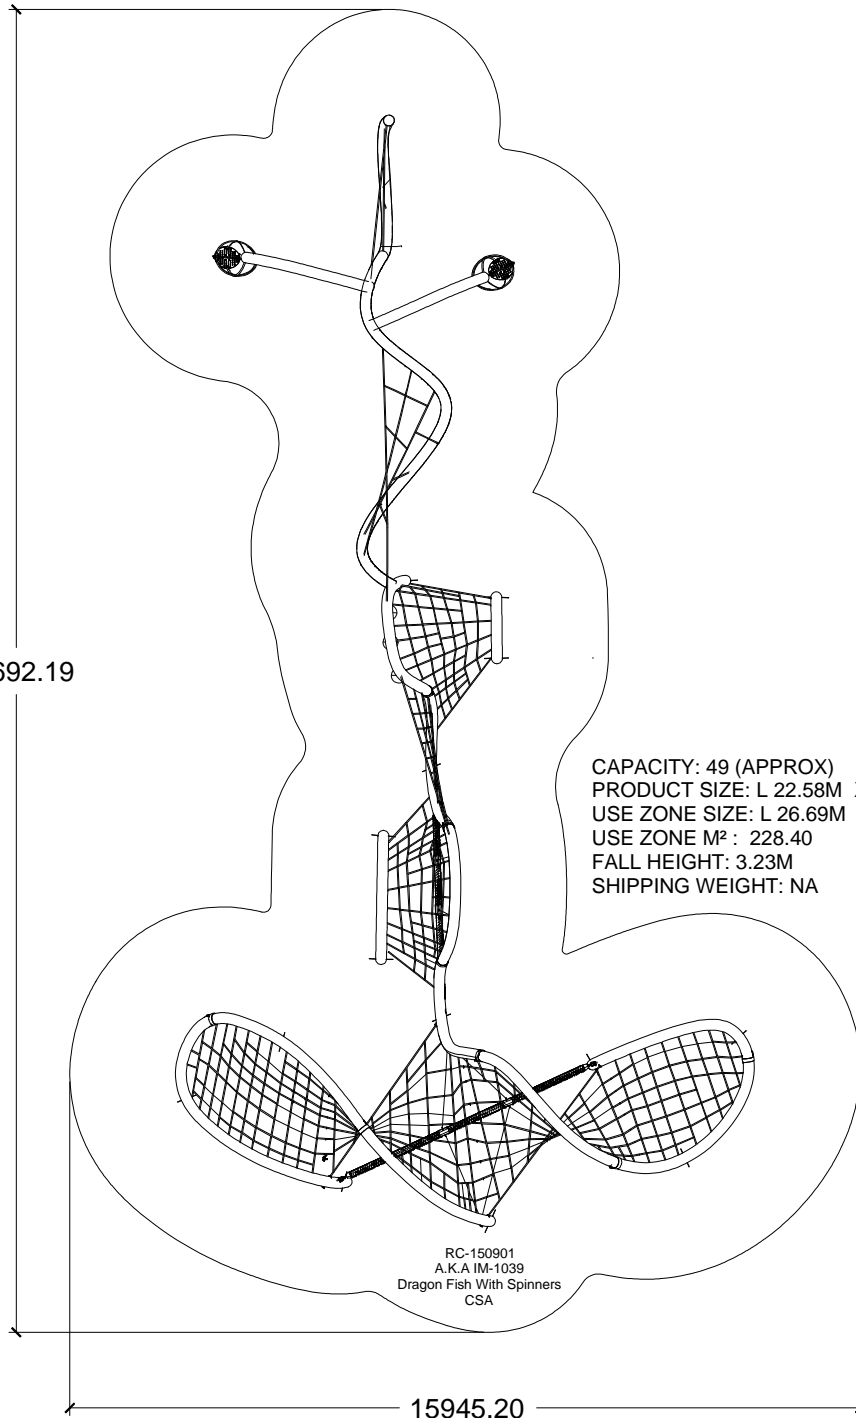 692.19
CAPACITY: 49 (APPROX)
PRODUCT SIZE: L 22.58M
USE ZONE SIZE: L 26.69M
USE ZONE M² : 228.40
FALL HEIGHT: 3.23M
SHIPPING WEIGHT: NA
RC-150901
A.K.A IM-1039
Dragon Fish With Spinners
CSA
15945.20